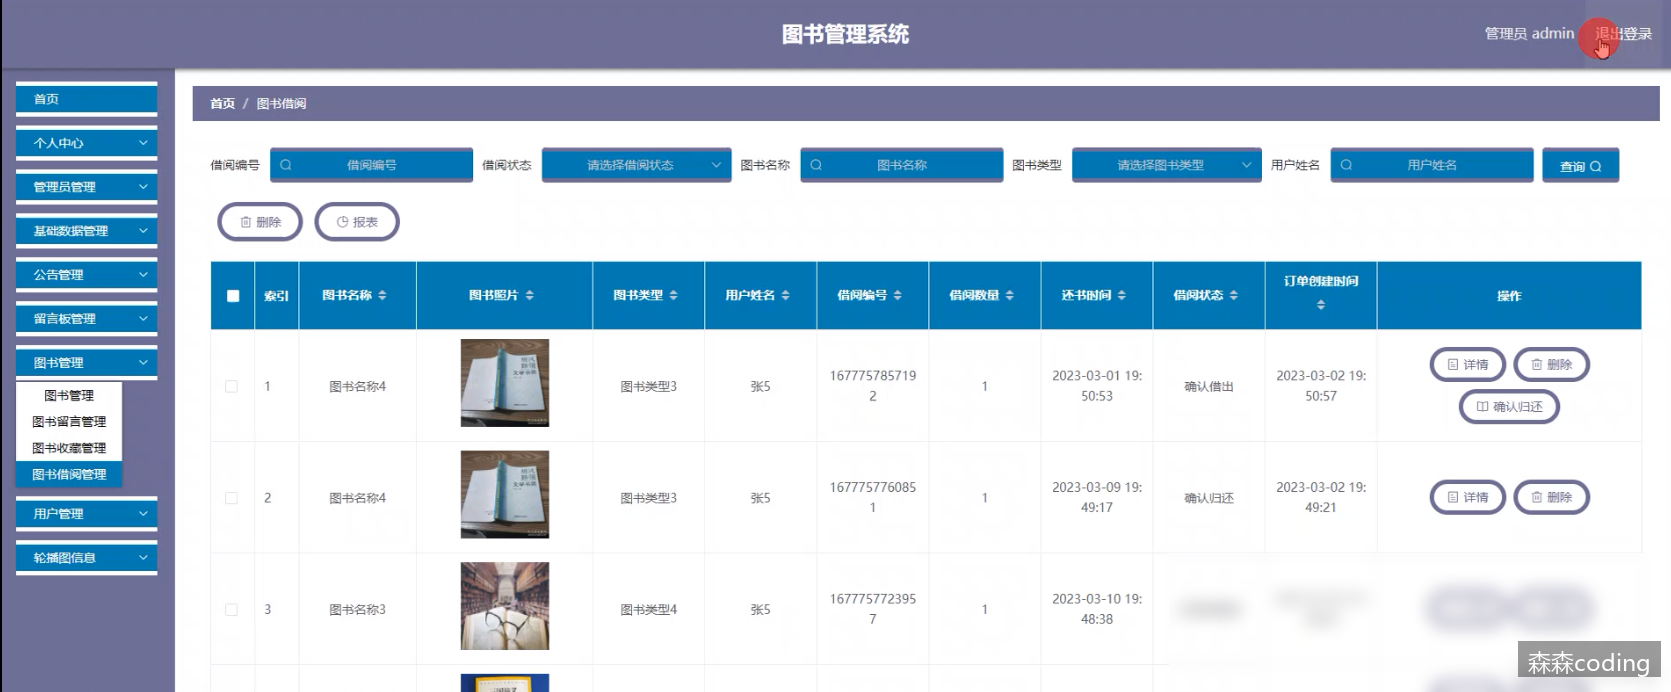 图书管理系统
管理员 admin
退出登录
首页
个人中心
管理员管理
基础数据管理
公告管理
留言板管理
图书管理
图书管理
图书留言管理
图书收藏管理
图书借阅管理
用户管理
轮播图信息
首页 / 图书借阅
借阅编号 借阅编号 借阅状态 请选择借阅状态 图书名称 图书名称 图书类型 请选择图书类型 用户姓名 用户姓名 查询
删除 报表
索引 图书名称 图书照片 图书类型 用户姓名 借阅编号 借阅数量 还书时间 借阅状态 订单创建时间 操作
1 图书名称4 图书类型3 张5 167775785719 1 2023-03-01 19: 确认借出 2023-03-02 19: 详情 删除
2 50:53 50:57 确认归还
2 图书名称4 图书类型3 张5 167775776085 1 2023-03-09 19: 确认归还 2023-03-02 19: 详情 删除
1 49:17 49:21
3 图书名称3 图书类型4 张5 167775772395 1 2023-03-10 19:
7 48:38
森森coding